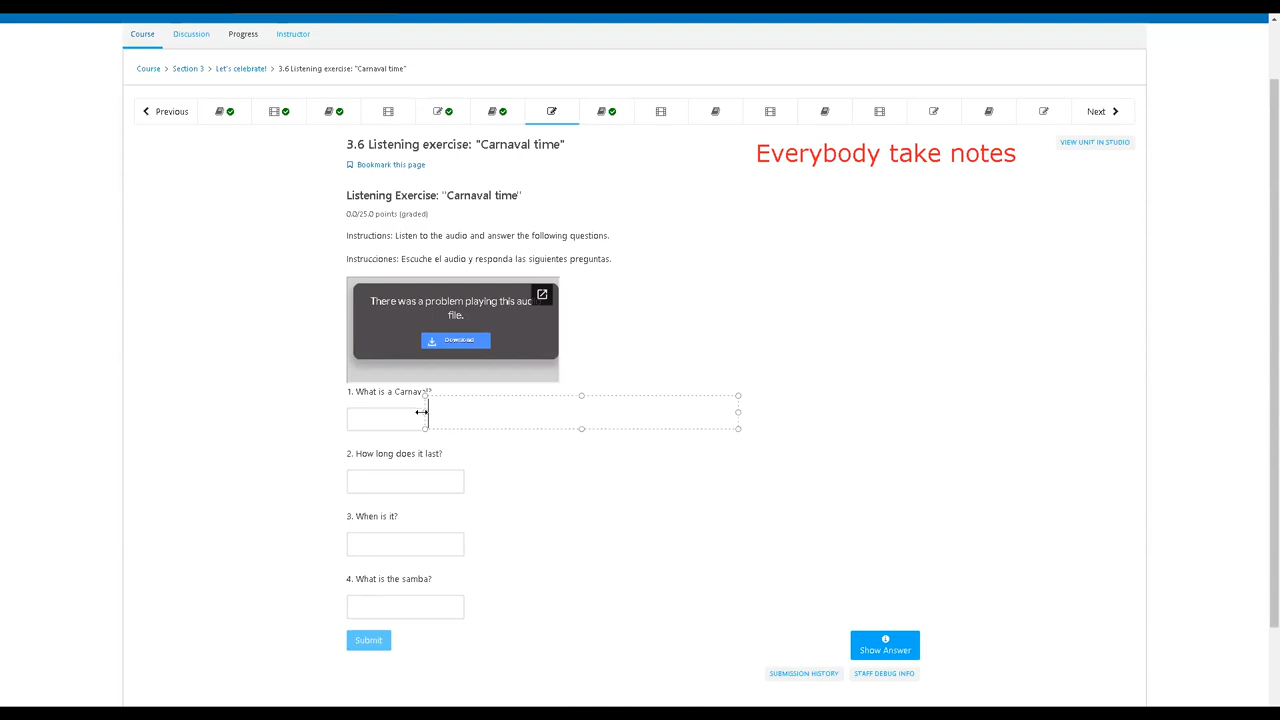 Course Discussion Progress Instructor
Course > Section 3 > Let's celebrate! > 3.6 Listening exercise: "Carnaval time"
Previous
Next
3.6 Listening exercise: "Carnaval time"
Everybody take notes
VIEW UNIT IN STUDIO
Bookmark this page
Listening Exercise: "Carnaval time"
0.0/25.0 points (graded)
Instructions: Listen to the audio and answer the following questions.
Instrucciones: Escuche el audio y responda las siguientes preguntas.
There was a problem playing this audio
file.
Download
1. What is a Carnaval?
2. How long does it last?
3. When is it?
4. What is the samba?
Submit
Show Answer
SUBMISSION HISTORY
STAFF DEBUG INFO